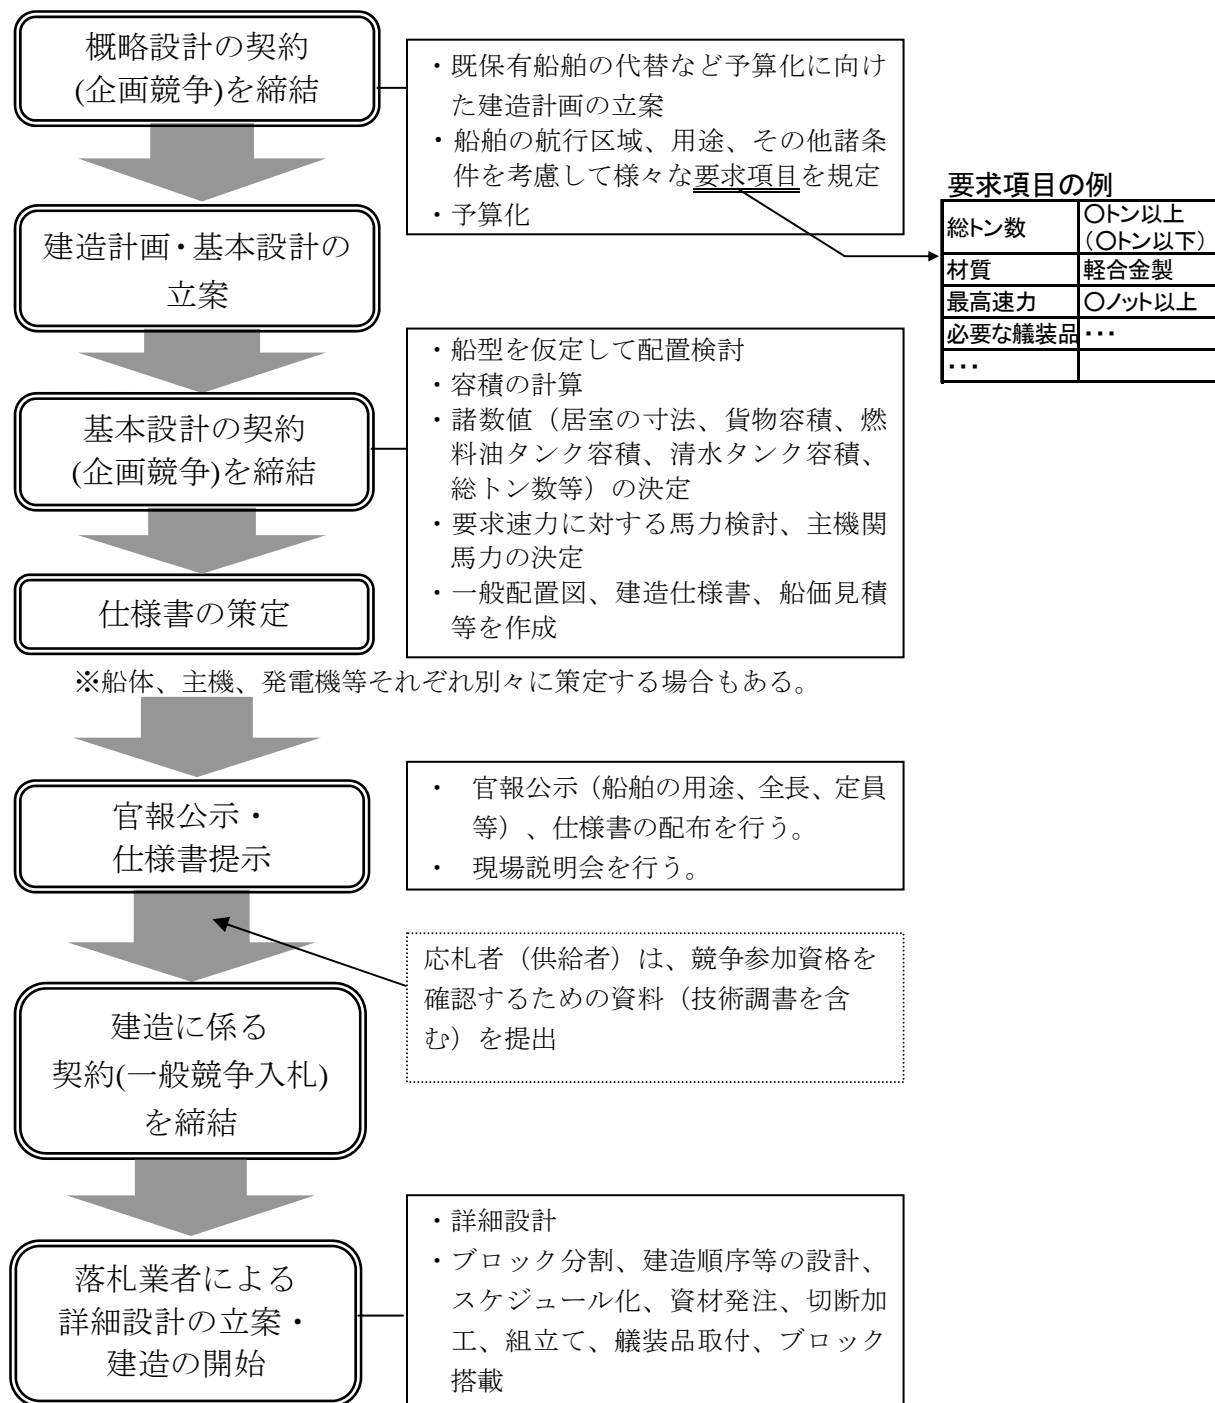 概略設計の契約
(企画競争)を締結
・既保有船舶の代替など予算化に向け
た建造計画の立案
・船舶の航行区域、用途、その他諸条
件を考慮して様々な要求項目を規定
・予算化
要求項目の例
総トン数 〇トン以上
(〇トン以下)
材質 軽合金製
最高速力 〇ノット以上
必要な艤装品 ・・・
・・・
建造計画・基本設計の
立案
基本設計の契約
(企画競争)を締結
・船型を仮定して配置検討
・容積の計算
・諸数値（居室の寸法、貨物容積、燃
料油タンク容積、清水タンク容積、
総トン数等）の決定
・要求速力に対する馬力検討、主機関
馬力の決定
・一般配置図、建造仕様書、船価見積
等を作成
仕様書の策定
※船体、主機、発電機等それぞれ別々に策定する場合もある。
官報公示・
仕様書提示
・ 官報公示（船舶の用途、全長、定員
等）、仕様書の配布を行う。
・ 現場説明会を行う。
応札者（供給者）は、競争参加資格を
確認するための資料（技術調書を含
む）を提出
建造に係る
契約(一般競争入札)
を締結
落札業者による
詳細設計の立案・
建造の開始
・詳細設計
・ブロック分割、建造順序等の設計、
スケジュール化、資材発注、切断加
工、組立て、艤装品取付、ブロック
搭載